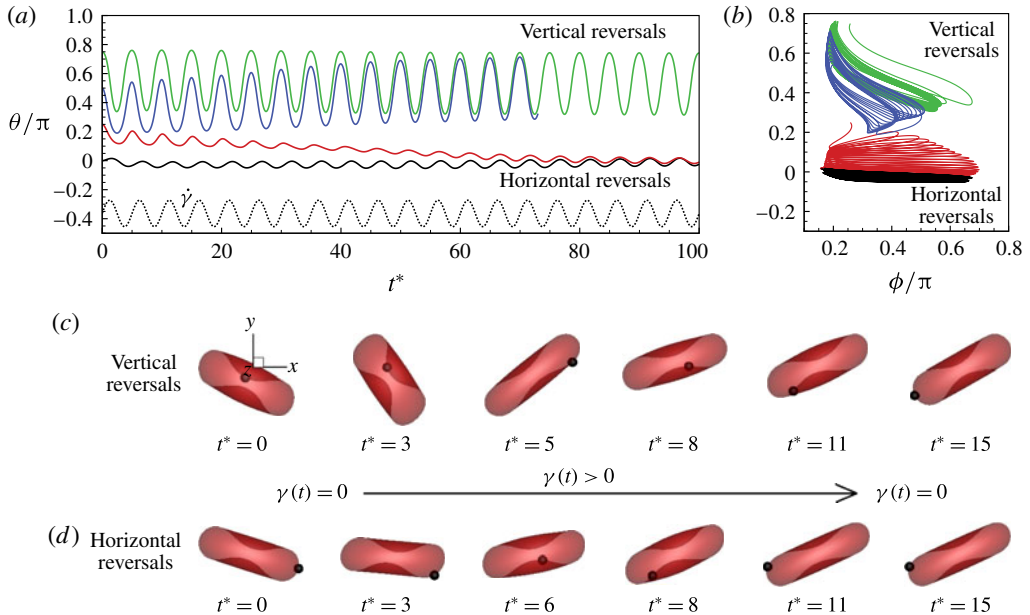 (a)
1.0
0.8
0.6
θ/π 0.4
0.2
0
−0.2
−0.4
Vertical reversals
Horizontal reversals
γ̇
0 20 40 60 80 100
t*
(b)
0.8
0.6
0.4
0.2
0
−0.2
Vertical
reversals
Horizontal
reversals
0.2 0.4 0.6 0.8
ϕ/π
(c)
Vertical
reversals
y
z x
t* = 0 t* = 3 t* = 5 t* = 8 t* = 11 t* = 15
γ(t) = 0 γ(t) > 0 γ(t) = 0
(d) Horizontal
reversals
t* = 0 t* = 3 t* = 6 t* = 8 t* = 11 t* = 15